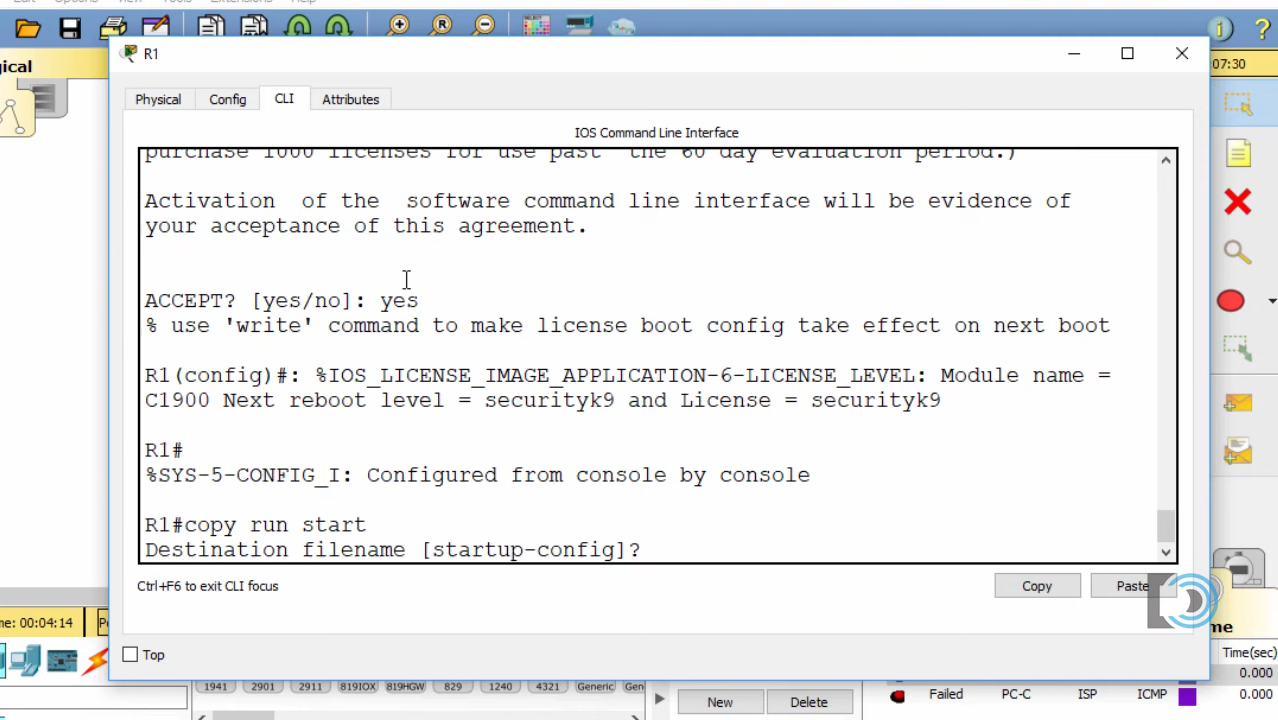 Options
Extensions
Help
R1
07:30
ical
Physical
Config
CLI
Attributes
IOS Command Line Interface
purchase 1000 licenses for use past the 60 day evaluation period.)
Activation of the software command line interface will be evidence of
your acceptance of this agreement.
ACCEPT? [yes/no]: yes
% use 'write' command to make license boot config take effect on next boot
R1(config)#: %IOS_LICENSE_IMAGE_APPLICATION-6-LICENSE_LEVEL: Module name =
C1900 Next reboot level = securityk9 and License = securityk9
R1#
%SYS-5-CONFIG_I: Configured from console by console
R1#copy run start
Destination filename [startup-config]?
Ctrl+F6 to exit CLI focus
Copy
Paste
me: 00:04:14
me
Top
Time(sec)
0.000
1941 2901 2911 819IOX 819HGW 829 1240 4321 Generic Gen
New
Delete
Failed PC-C ISP ICMP 0.000